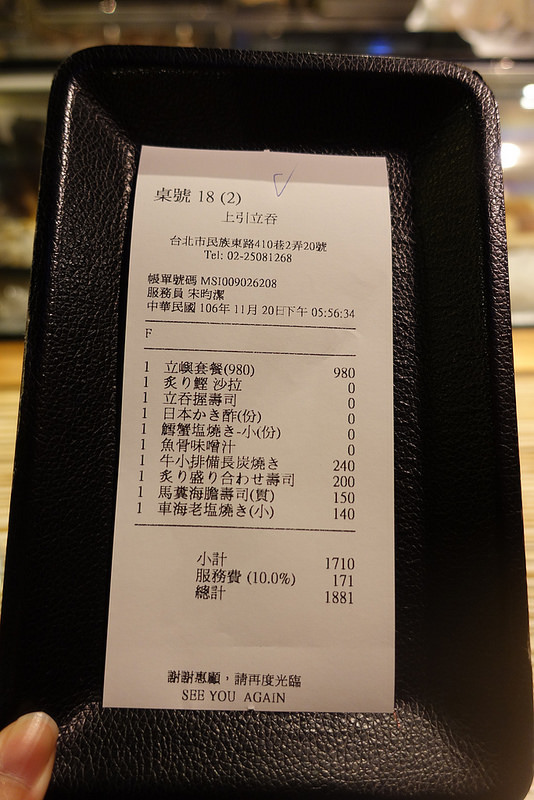 桌號 18 (2)
上引立吞
台北市民族東路410巷2弄20號
Tel: 02-25081268
帳單號碼 MSI009026208
服務員 宋昀潔
中華民國 106年 11月 20日下午 05:56:34
F
1 立嶼套餐(980) 980
1 炙り鰹 沙拉 0
1 立吞握壽司 0
1 日本かき酢(份) 0
1 鱈蟹塩燒き-小(份) 0
1 魚骨味噌汁 0
1 牛小排備長炭燒き 240
1 炙り盛り合わせ壽司 200
1 馬糞海膽壽司(貫) 150
1 車海老塩燒き(小) 140
小計 1710
服務費 (10.0%) 171
總計 1881
謝謝惠顧，請再度光臨
SEE YOU AGAIN